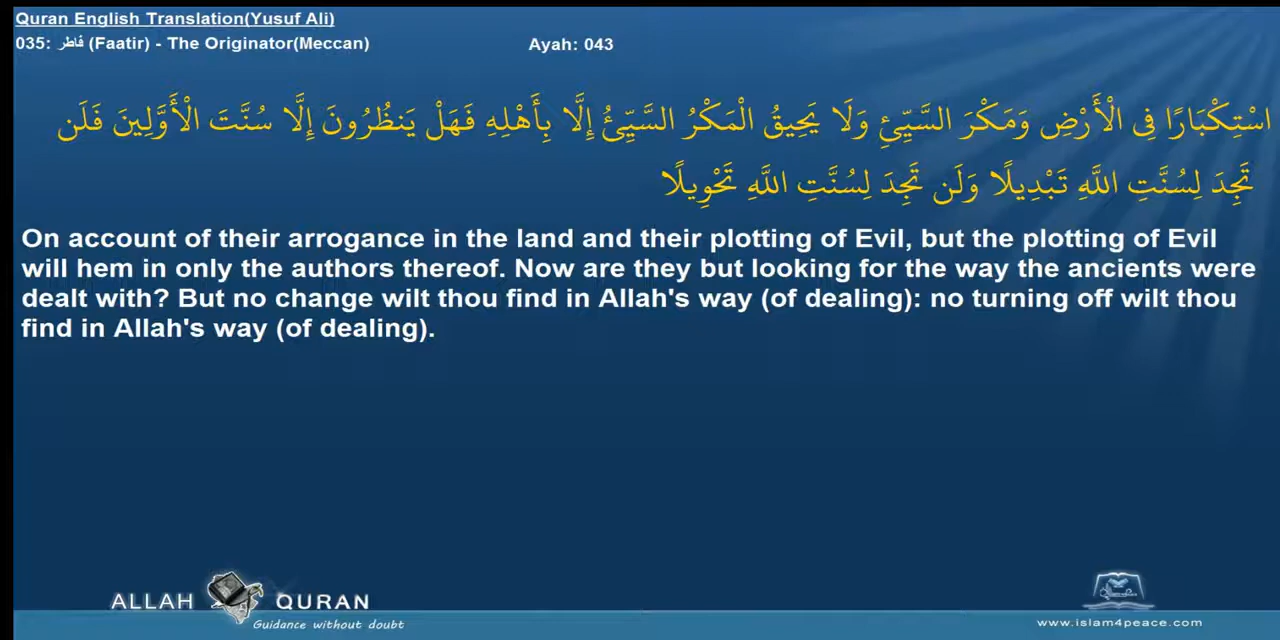 Quran English Translation(Yusuf Ali)
035: فاطر (Faatir) - The Originator(Meccan)
Ayah: 043
اسْتِكْبَارًا فِي الْأَرْضِ وَمَكْرَ السَّيِّئِ وَلَا يَحِيقُ الْمَكْرُ السَّيِّئُ إِلَّا بِأَهْلِهِ فَهَلْ يَنظُرُونَ إِلَّا سُنَّتَ الْأَوَّلِينَ فَلَن
تَجِدَ لِسُنَّتِ اللَّهِ تَبْدِيلًا وَلَن تَجِدَ لِسُنَّتِ اللَّهِ تَحْوِيلًا
On account of their arrogance in the land and their plotting of Evil, but the plotting of Evil
will hem in only the authors thereof. Now are they but looking for the way the ancients were
dealt with? But no change wilt thou find in Allah's way (of dealing): no turning off wilt thou
find in Allah's way (of dealing).
ALLAH QURAN
Guidance without doubt
www.islam4peace.com